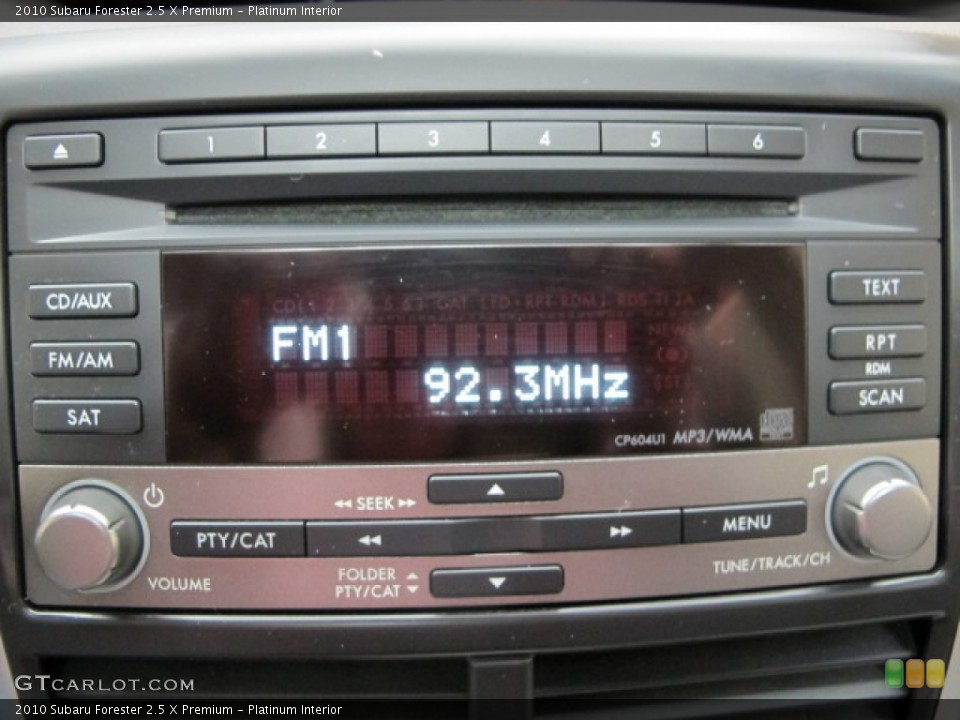 2010 Subaru Forester 2.5 X Premium - Platinum Interior
1 2 3 4 5 6
CD/AUX
TEXT
FM1
FM/AM
RPT
RDM
92.3MHz
SAT
SCAN
CP604U1 MP3/WMA
SEEK
PTY/CAT
MENU
VOLUME
FOLDER
PTY/CAT
TUNE/TRACK/CH
GTCARLOT.COM
2010 Subaru Forester 2.5 X Premium - Platinum Interior